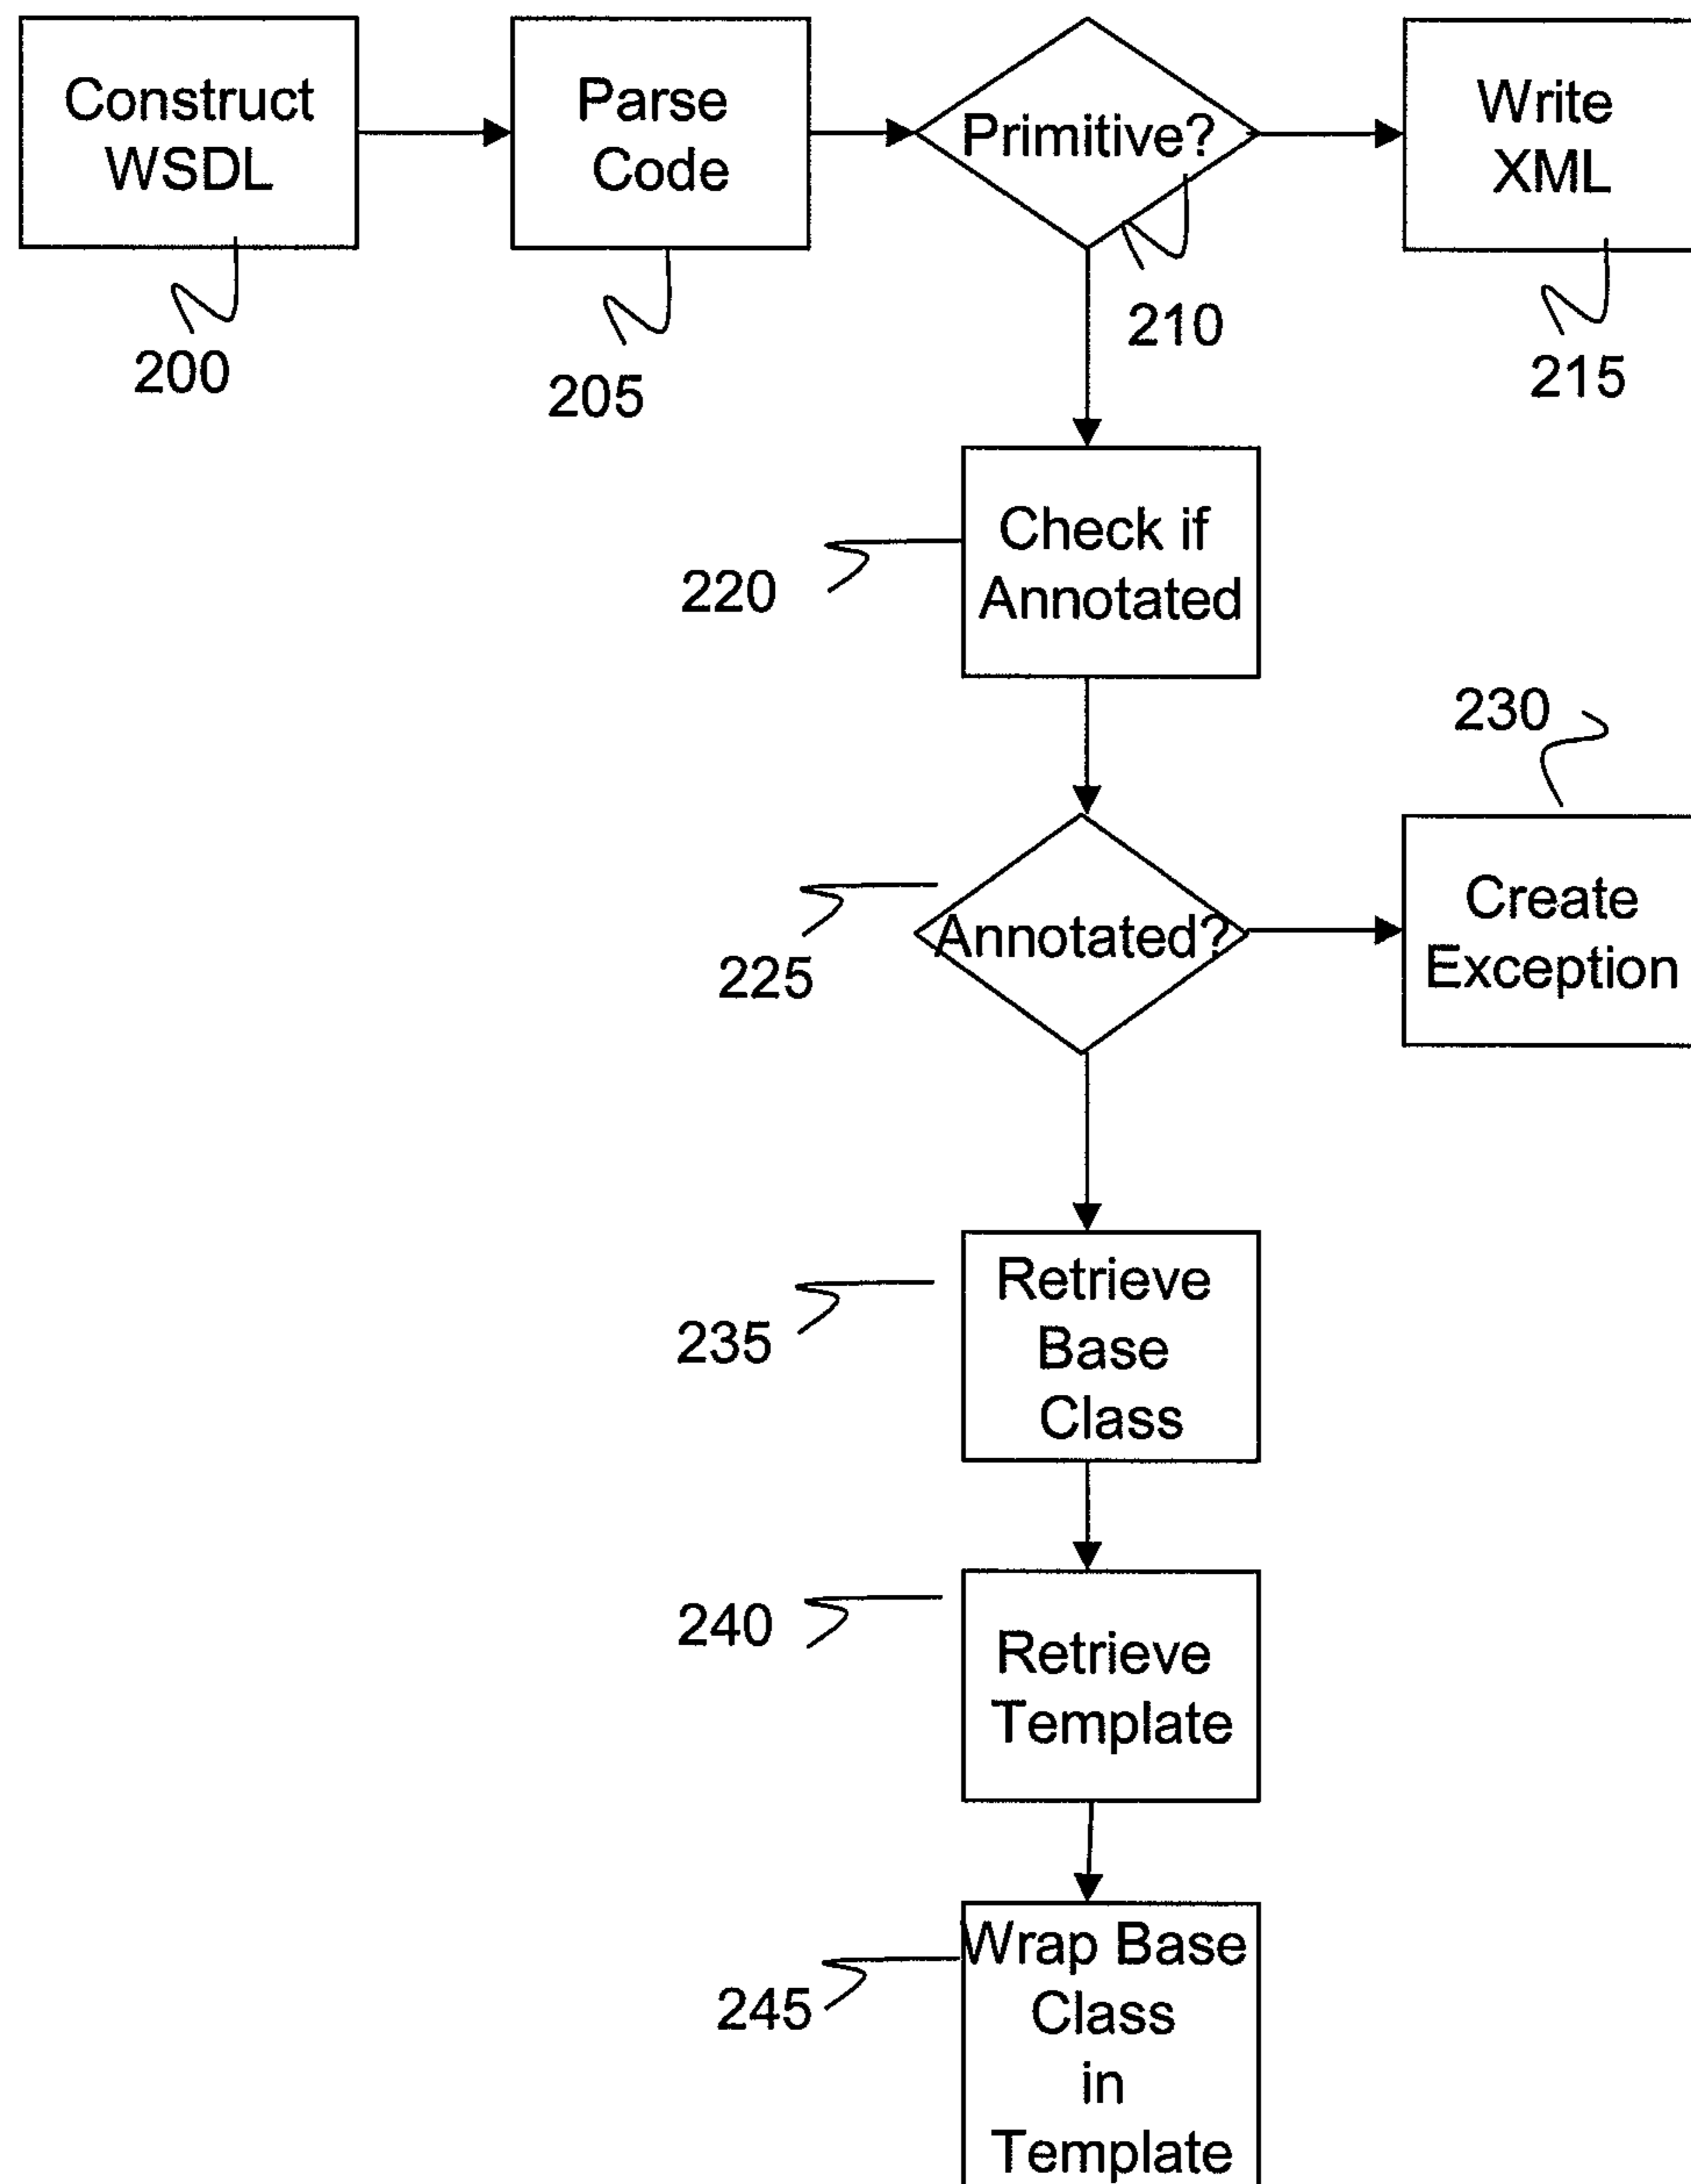 Construct
WSDL
Parse
Code
Primitive?
Write
XML
200
205
210
215
Check if
Annotated
220
230
Annotated?
Create
Exception
225
Retrieve
Base
Class
235
240
Retrieve
Template
Wrap Base
Class
in
Template
245